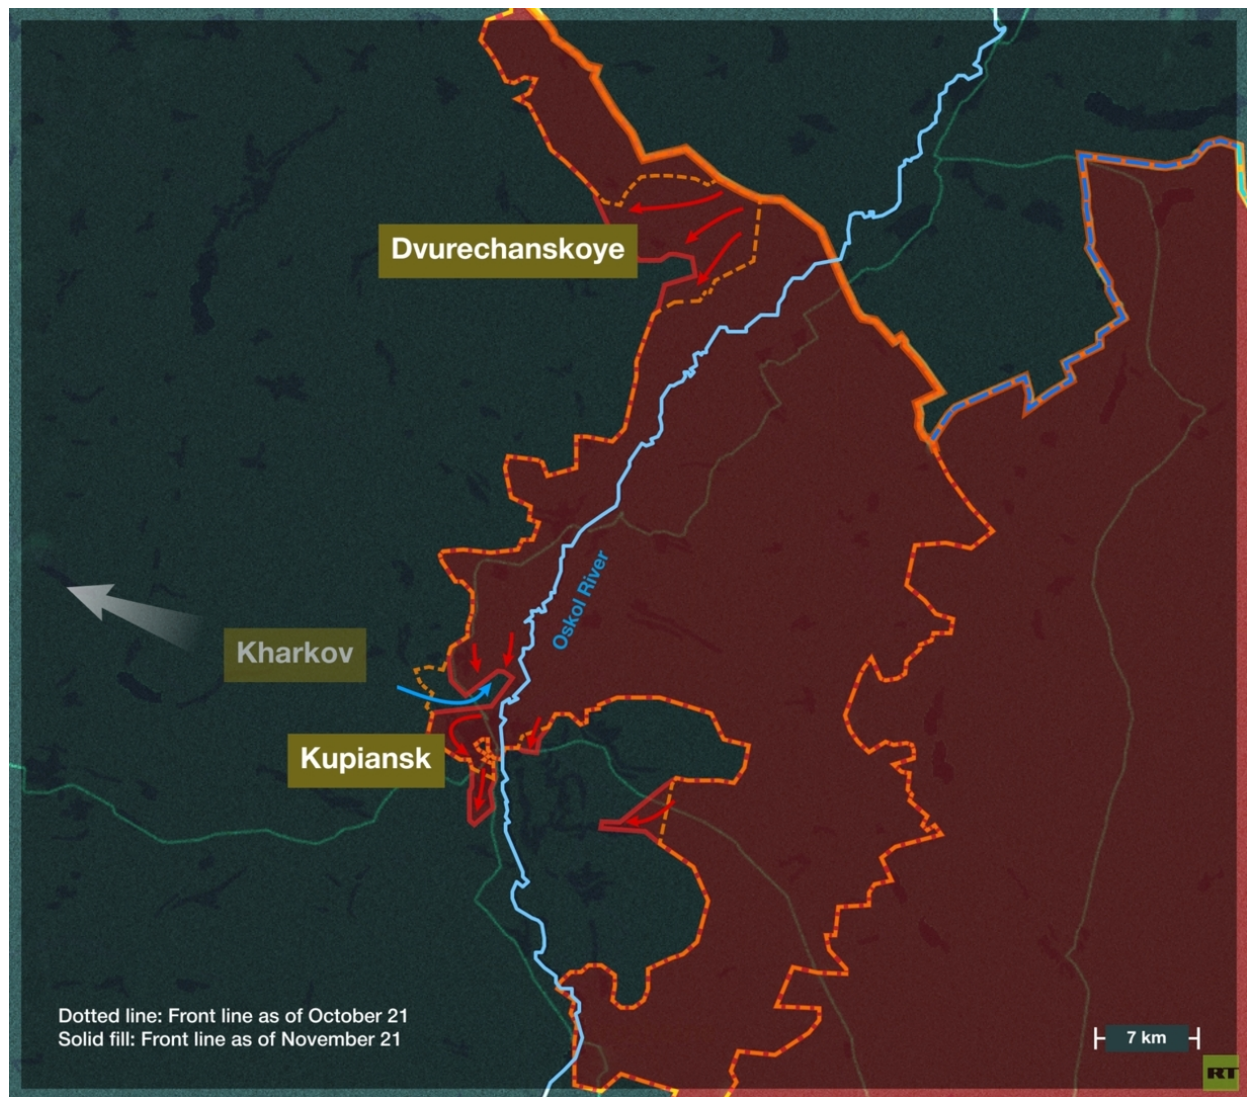 Dvurechanskoye
Oskol River
Kharkov
Kupiansk
Dotted line: Front line as of October 21
Solid fill: Front line as of November 21
7 km
RT